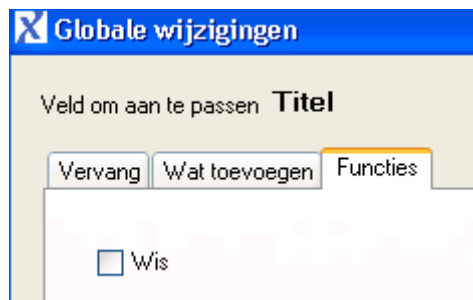 Globale wijzigingen
Veld om aan te passen Titel
Vervang Wat toevoegen Functies
Wis